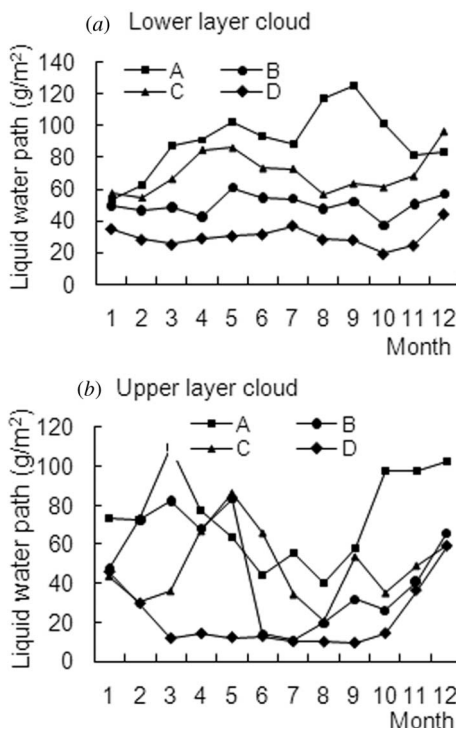 (a) Lower layer cloud
Liquid water path (g/m²)
140
120
100
80
60
40
20
0
A B
C D
1 2 3 4 5 6 7 8 9 10 11 12
Month
(b) Upper layer cloud
Liquid water path (g/m²)
120
100
80
60
40
20
0
A B
C D
1 2 3 4 5 6 7 8 9 10 11 12
Month